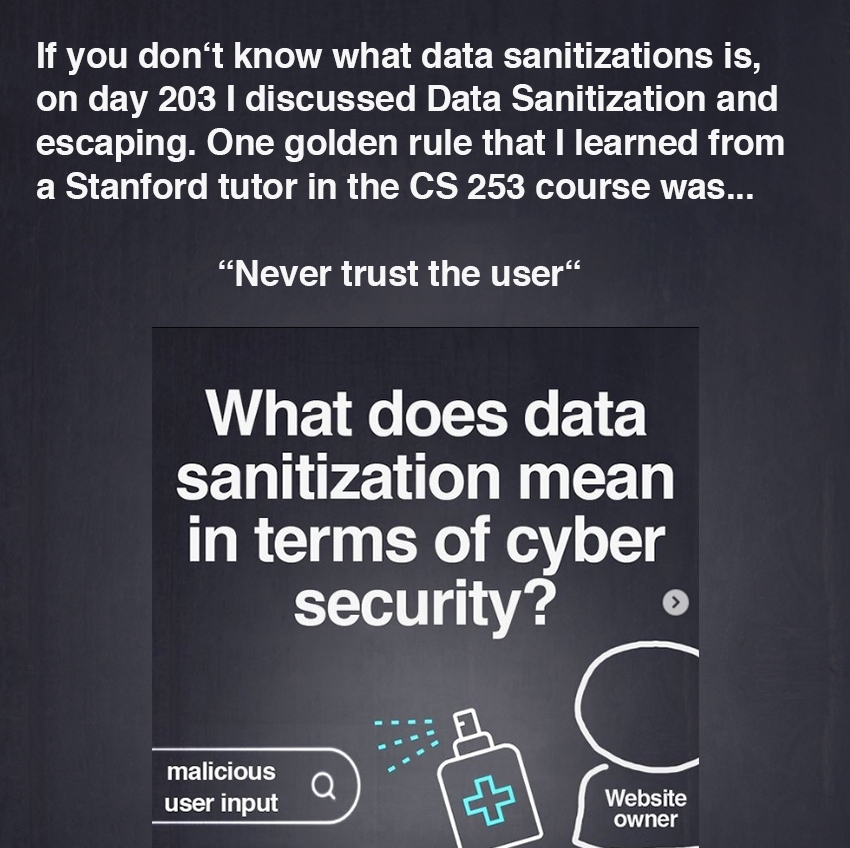 If you don‘t know what data sanitizations is,
on day 203 I discussed Data Sanitization and
escaping. One golden rule that I learned from
a Stanford tutor in the CS 253 course was...
“Never trust the user“
What does data
sanitization mean
in terms of cyber
security?
malicious
user input
Website
owner